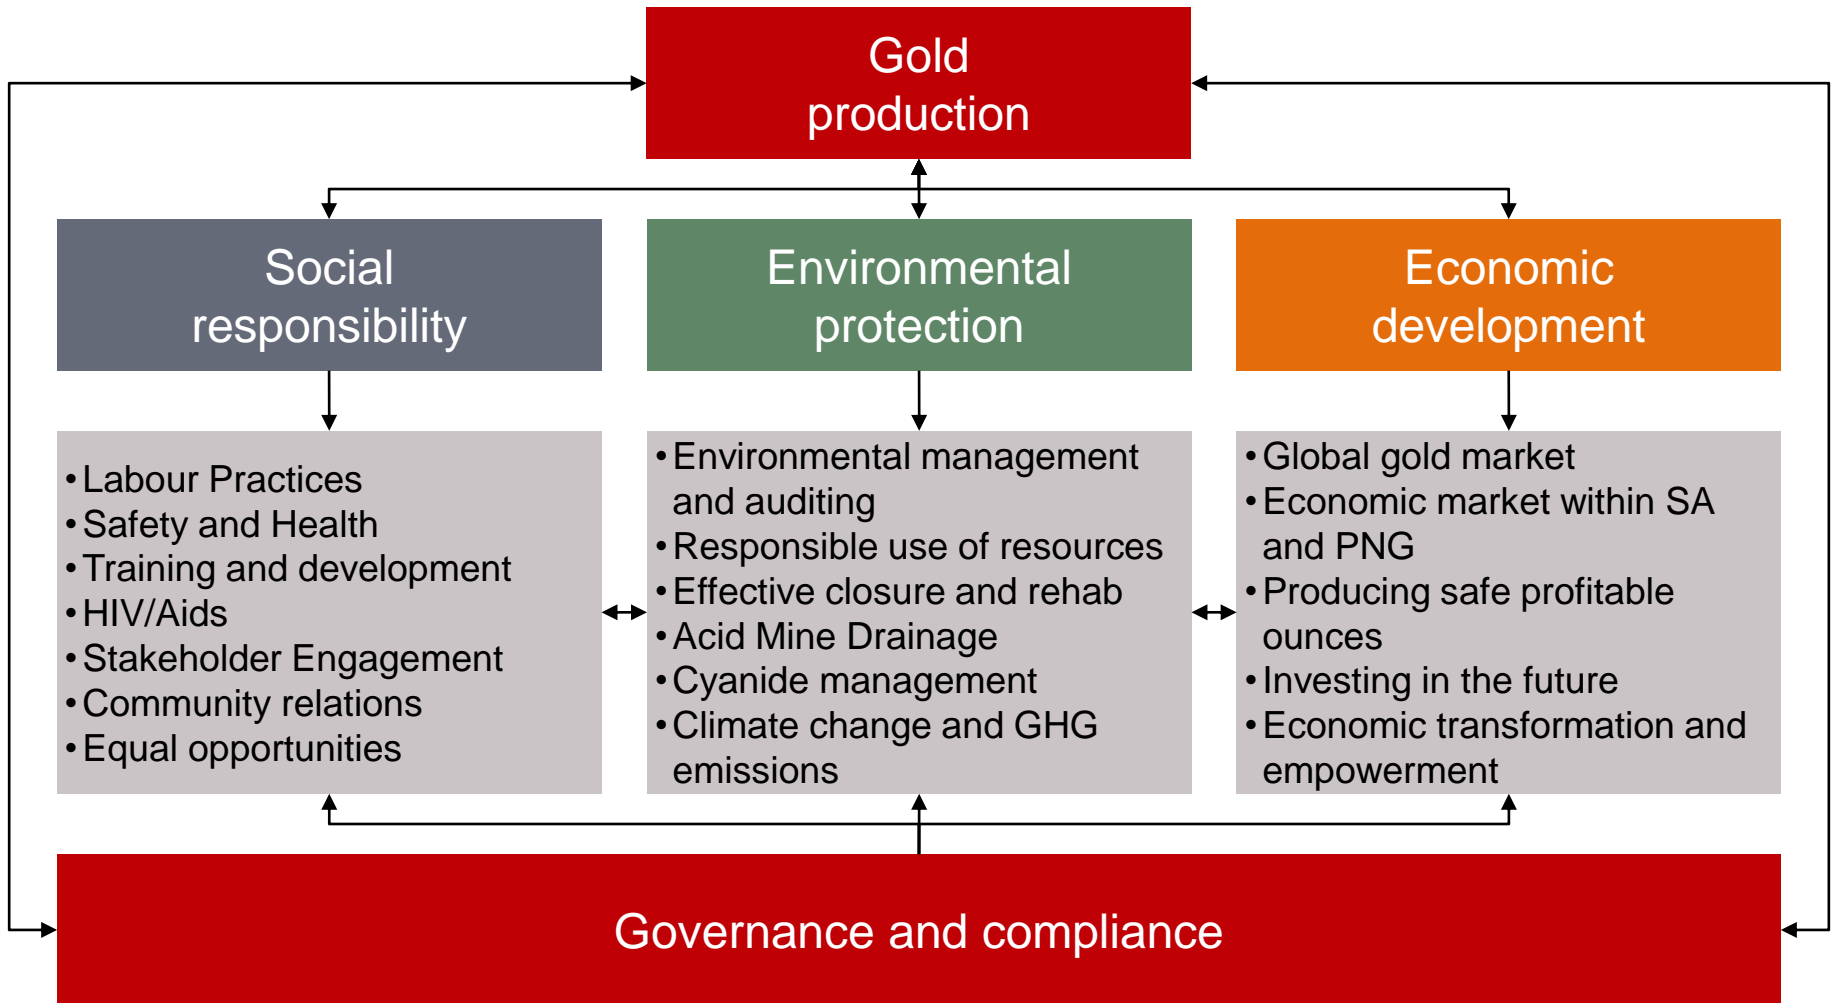 Gold
production
Social
responsibility
Environmental
protection
Economic
development
•Labour Practices
•Safety and Health
•Training and development
•HIV/Aids
•Stakeholder Engagement
•Community relations
•Equal opportunities
•Environmental management
and auditing
•Responsible use of resources
•Effective closure and rehab
•Acid Mine Drainage
•Cyanide management
•Climate change and GHG
emissions
•Global gold market
•Economic market within SA
and PNG
•Producing safe profitable
ounces
•Investing in the future
•Economic transformation and
empowerment
Governance and compliance